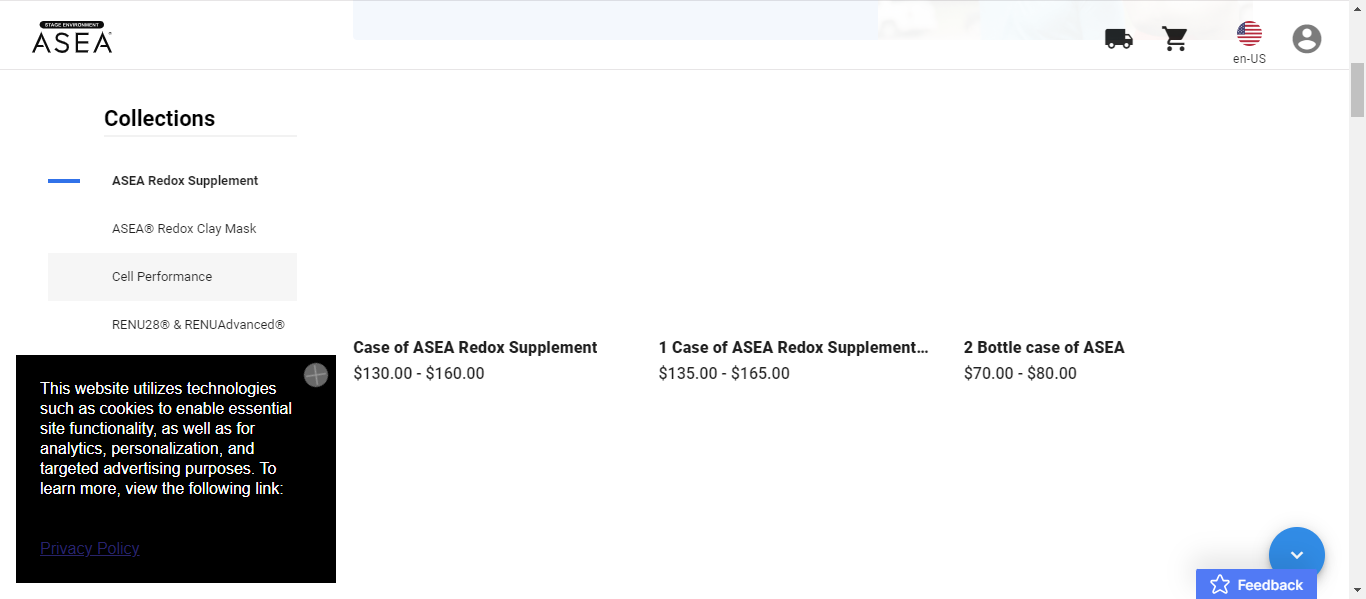 STAGE ENVIRONMENT
ASEA
en-US
Collections
ASEA Redox Supplement
ASEA® Redox Clay Mask
Cell Performance
RENU28® & RENUAdvanced®
Case of ASEA Redox Supplement
$130.00 - $160.00
1 Case of ASEA Redox Supplement...
$135.00 - $165.00
2 Bottle case of ASEA
$70.00 - $80.00
This website utilizes technologies
such as cookies to enable essential
site functionality, as well as for
analytics, personalization, and
targeted advertising purposes. To
learn more, view the following link:
Privacy Policy
Feedback